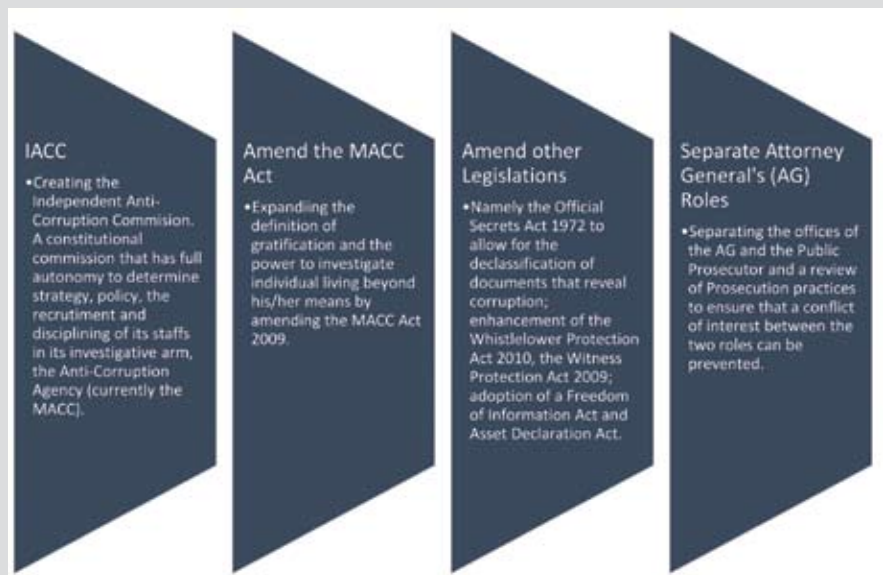 IACC
•Creating the
Independent Anti-
Corruption Commision.
A constitutional
commission that has full
autonomy to determine
strategy, policy, the
recrutiment and
disciplining of its staffs
in its investigative arm,
the Anti-Corruption
Agency (currently the
MACC).
Amend the MACC
Act
•Expandiing the
definition of
gratification and the
power to investigate
individual living beyond
his/her means by
amending the MACC Act
2009.
Amend other
Legislations
•Namely the Official
Secrets Act 1972 to
allow for the
declassification of
documents that reveal
corruption;
enhancement of the
Whistlelower Protection
Act 2010, the Witness
Protection Act 2009;
adoption of a Freedom
of Information Act and
Asset Declaration Act.
Separate Attorney
General's (AG)
Roles
•Separating the offices of
the AG and the Public
Prosecutor and a review
of Prosecution practices
to ensure that a conflict
of interest between the
two roles can be
prevented.